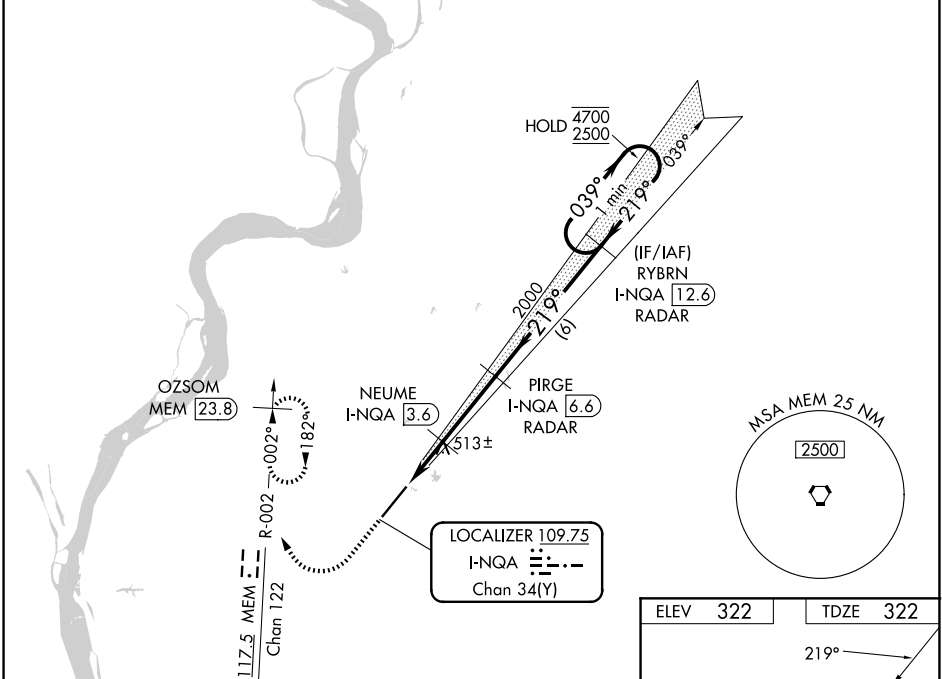 HOLD 4700
2500
039°
1 min
219°
039°
(IF/IAF)
RYBRN
I-NQA 12.6
RADAR
2000
219°
(6)
OZSOM
MEM 23.8
NEUME
I-NQA 3.6
PIRGE
I-NQA 6.6
RADAR
513±
002°
182°
R-002
117.5 MEM
Chan 122
LOCALIZER 109.75
I-NQA
Chan 34(Y)
MSA MEM 25 NM
2500
ELEV 322
TDZE 322
219°